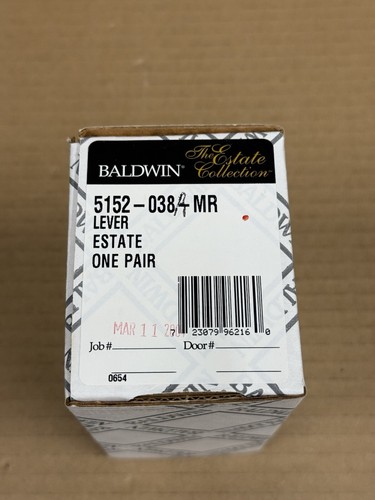 BALDWIN
The Estate
Collection
5152-038 MR
LEVER
ESTATE
ONE PAIR
MAR 11
7 23079 96216 0
Job# Door#
0654